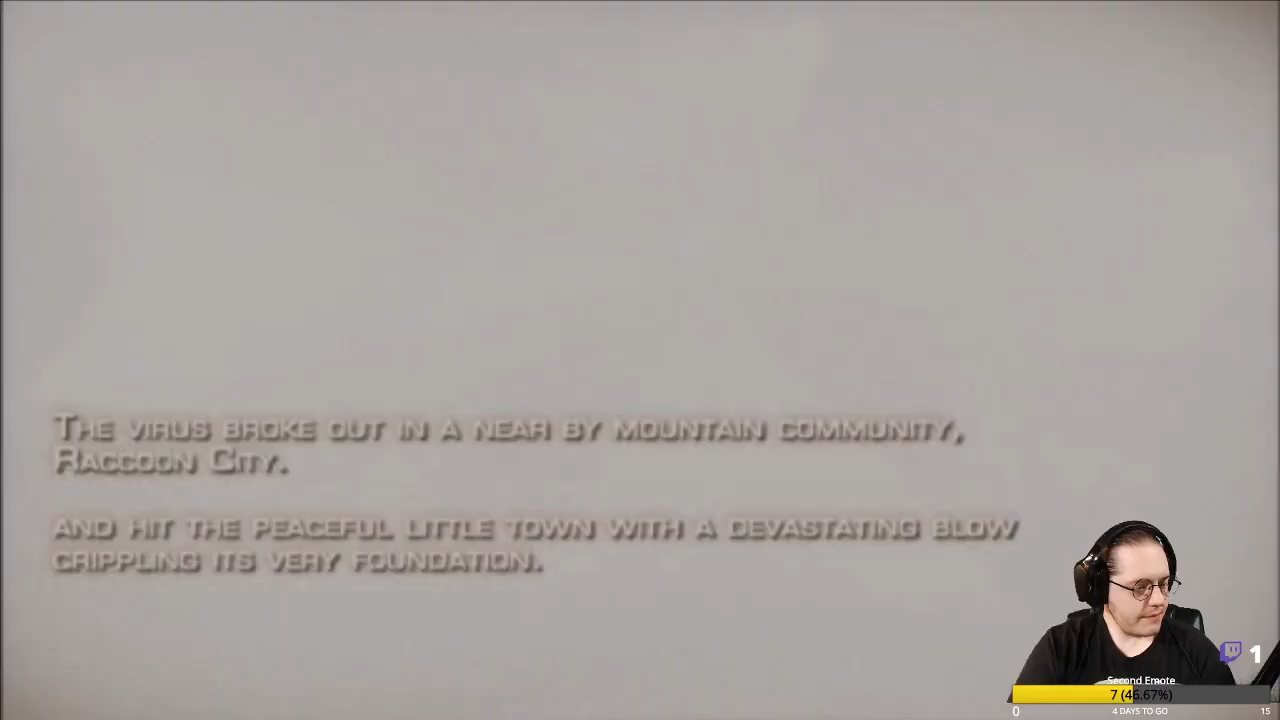 The virus broke out in a near by mountain community,
Raccoon City.
and hit the peaceful little town with a devastating blow
crippling its very foundation.
1
Second Emote
7 (46.67%)
0
4 DAYS TO GO
15